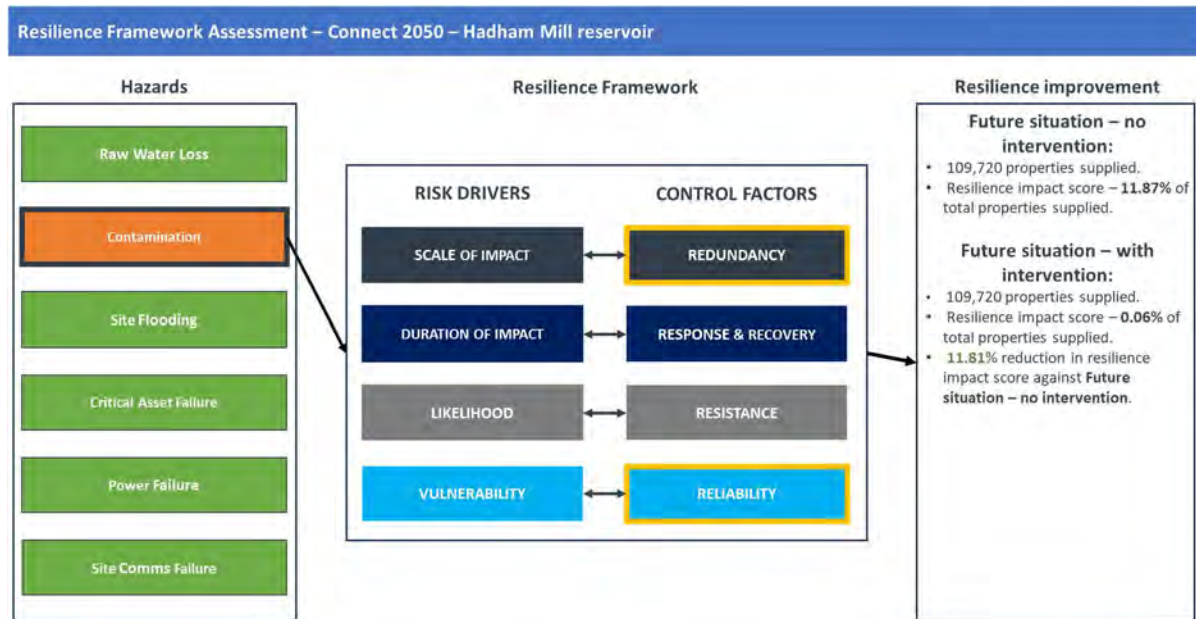 Resilience Framework Assessment – Connect 2050 – Hadham Mill reservoir
Hazards
Raw Water Loss
Contamination
Site Flooding
Critical Asset Failure
Power Failure
Site Comms Failure
Resilience Framework
RISK DRIVERS
CONTROL FACTORS
SCALE OF IMPACT
REDUNDANCY
DURATION OF IMPACT
RESPONSE & RECOVERY
LIKELIHOOD
RESISTANCE
VULNERABILITY
RELIABILITY
Resilience improvement
Future situation – no
intervention:
• 109,720 properties supplied.
• Resilience impact score – 11.87% of
total properties supplied.
Future situation – with
intervention:
• 109,720 properties supplied.
• Resilience impact score – 0.06% of
total properties supplied.
• 11.81% reduction in resilience
impact score against Future
situation – no intervention.